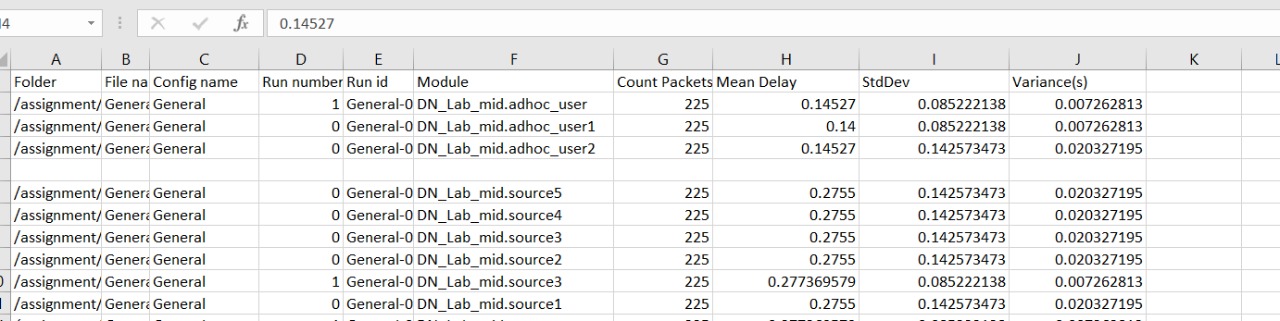 14 fx 0.14527
A B C D E F G H I J K L
Folder File na Config name Run number Run id Module Count Packets Mean Delay StdDev Variance(s)
/assignment/ Genera General 1 General-0 DN_Lab_mid.adhoc_user 225 0.14527 0.085222138 0.007262813
/assignment/ Genera General 0 General-0 DN_Lab_mid.adhoc_user1 225 0.14 0.085222138 0.007262813
/assignment/ Genera General 0 General-0 DN_Lab_mid.adhoc_user2 225 0.14527 0.142573473 0.020327195
/assignment/ Genera General 0 General-0 DN_Lab_mid.source5 225 0.2755 0.142573473 0.020327195
/assignment/ Genera General 0 General-0 DN_Lab_mid.source4 225 0.2755 0.142573473 0.020327195
/assignment/ Genera General 0 General-0 DN_Lab_mid.source3 225 0.2755 0.142573473 0.020327195
/assignment/ Genera General 0 General-0 DN_Lab_mid.source2 225 0.2755 0.142573473 0.020327195
0 /assignment/ Genera General 1 General-0 DN_Lab_mid.source3 225 0.277369579 0.085222138 0.007262813
1 /assignment/ Genera General 0 General-0 DN_Lab_mid.source1 225 0.2755 0.142573473 0.020327195